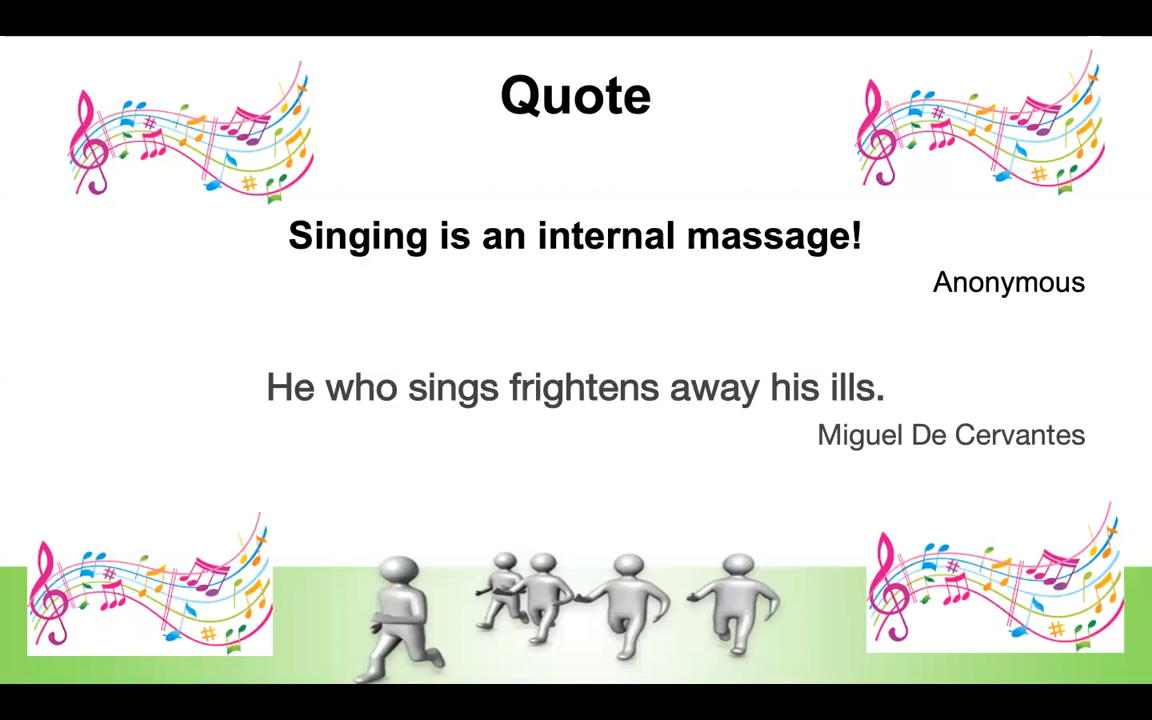 Quote
Singing is an internal massage!
Anonymous
He who sings frightens away his ills.
Miguel De Cervantes